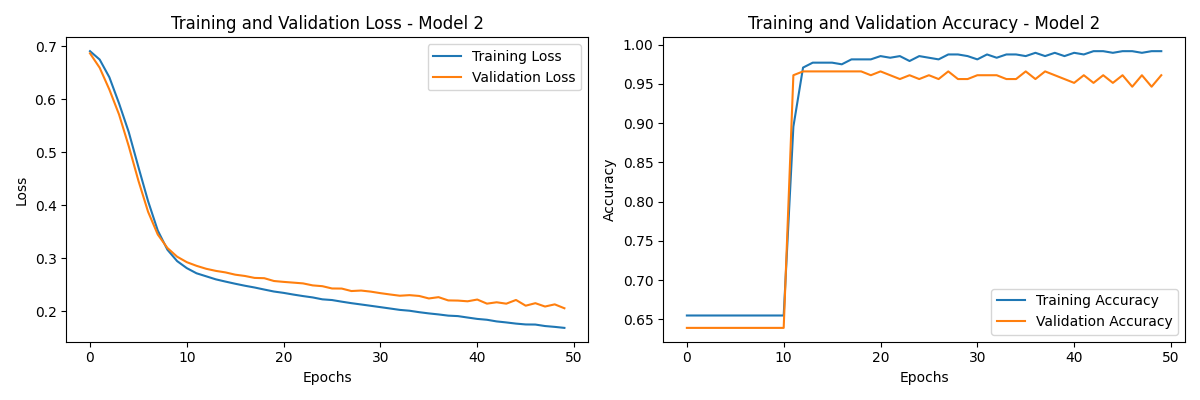 Training and Validation Loss - Model 2
Loss
0.7
0.6
0.5
0.4
0.3
0.2
Training Loss
Validation Loss
0 10 20 30 40 50
Epochs
Training and Validation Accuracy - Model 2
Accuracy
1.00
0.95
0.90
0.85
0.80
0.75
0.70
0.65
Training Accuracy
Validation Accuracy
0 10 20 30 40 50
Epochs